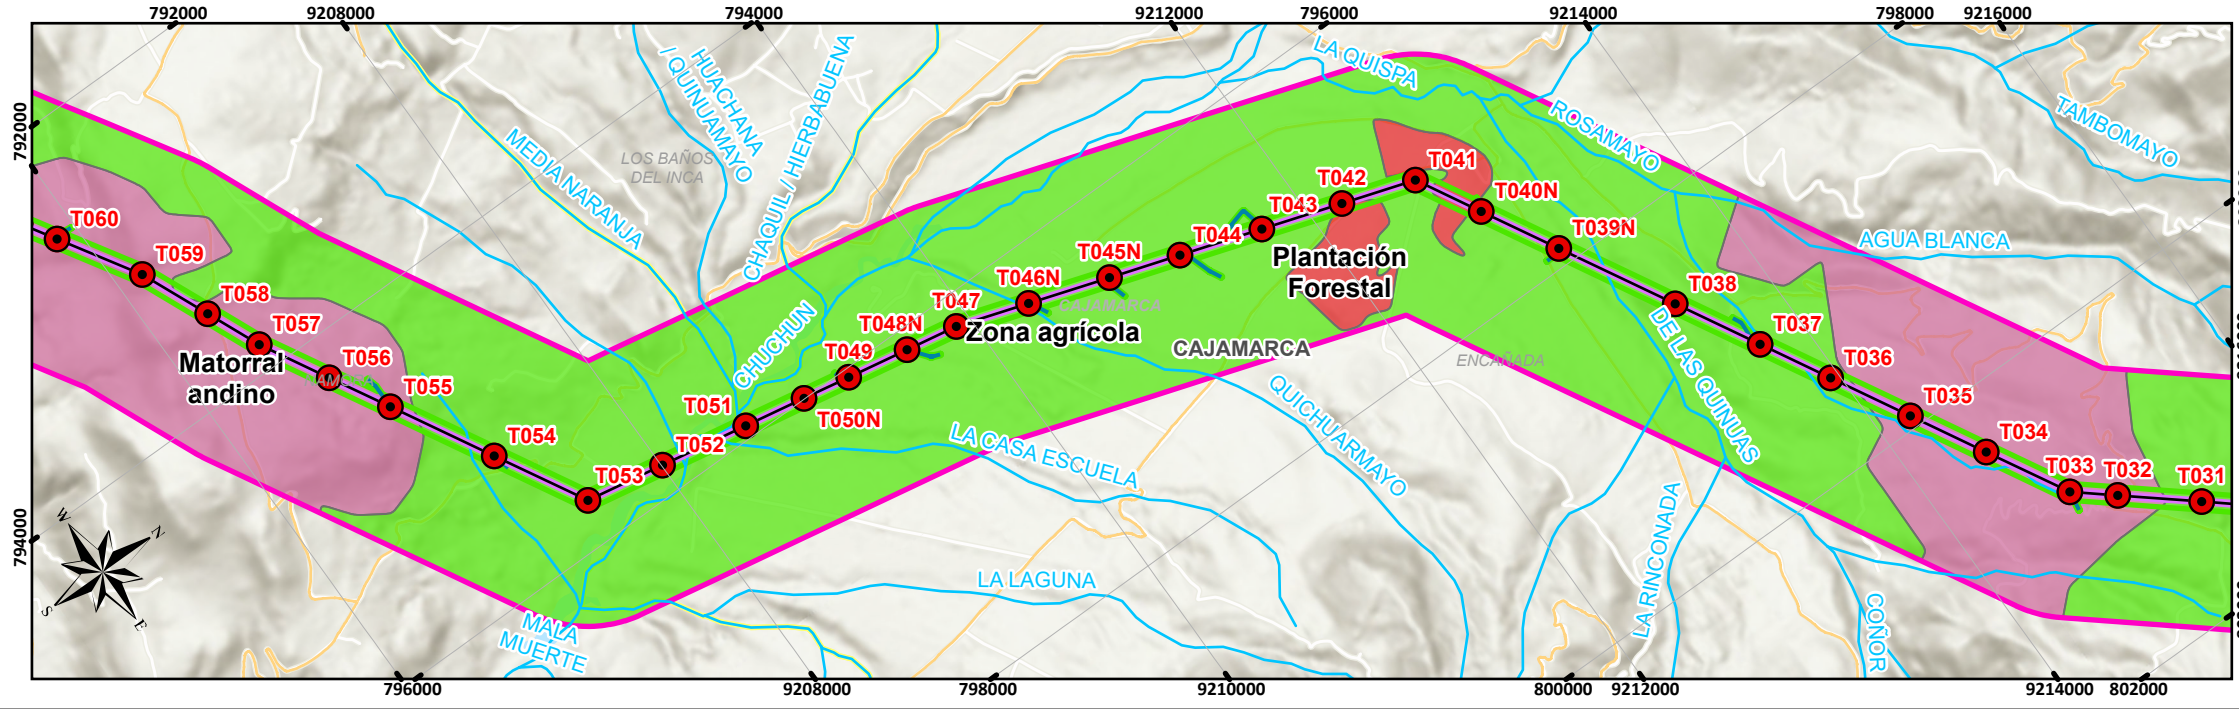 792000
9208000
794000
9212000
796000
9214000
798000
9216000
LA QUISPA
HUACHANA
/ QUINUAMAYO
CHAQUIL / HIERBABUENA
MEDIA NARANJA
LOS BAÑOS
DEL INCA
ROSAMAYO
TAMBOMAYO
AGUA BLANCA
792000
T060
T059
T058
T057
T056
T055
T054
T053
T052
T051
T050N
T049
T048N
T047
T046N
T045N
T044
T043
T042
T041
T040N
T039N
T038
T037
T036
T035
T034
T033
T032
T031
Matorral
andino
Plantación
Forestal
Zona agrícola
CAJAMARCA
CAJAMARCA
ENCAÑADA
CHUCHUN
DE LAS QUINUAS
QUICHUARMAYO
LA CASA ESCUELA
LA LAGUNA
LA RINCONADA
COÑOR
MALA
MUERTE
794000
W
N
S
E
796000
9208000
798000
9210000
800000
9212000
9214000
802000